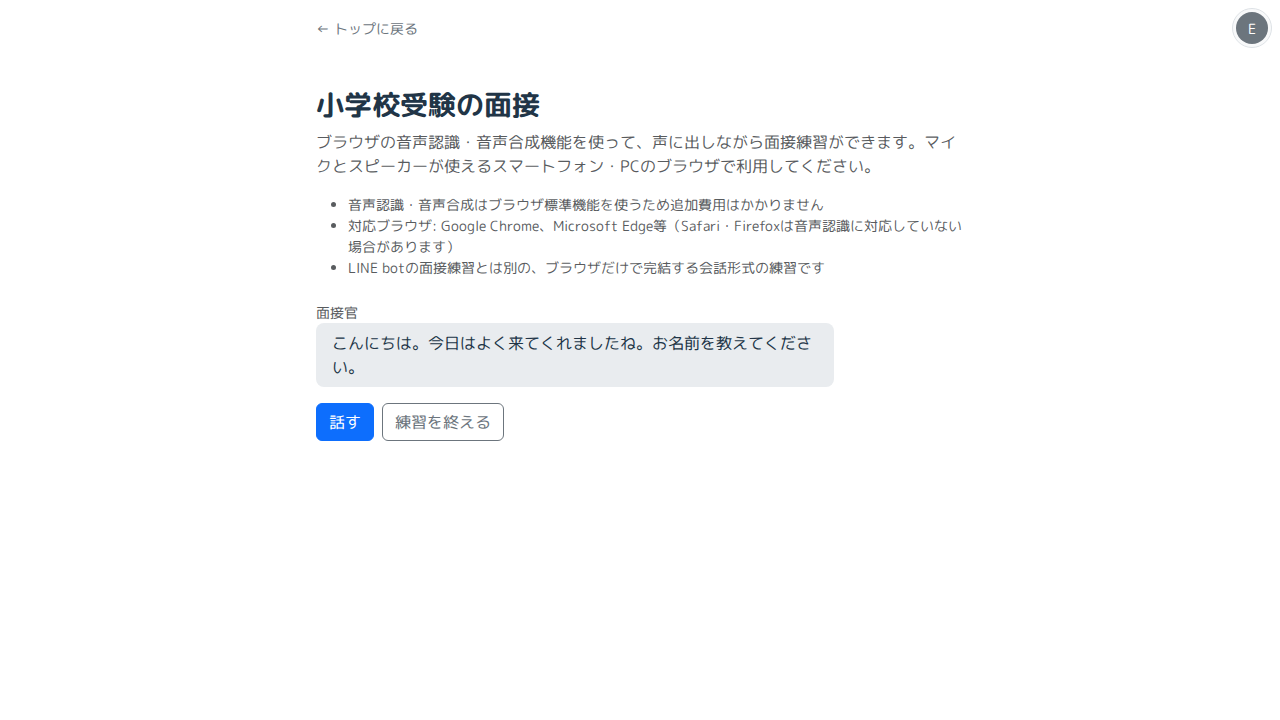 ← トップに戻る
E
小学校受験の面接
ブラウザの音声認識・音声合成機能を使って、声に出しながら面接練習ができます。マイ
クとスピーカーが使えるスマートフォン・PCのブラウザで利用してください。
音声認識・音声合成はブラウザ標準機能を使うため追加費用はかかりません
対応ブラウザ: Google Chrome、Microsoft Edge等（Safari・Firefoxは音声認識に対応していない
場合があります）
LINE botの面接練習とは別の、ブラウザだけで完結する会話形式の練習です
面接官
こんにちは。今日はよく来てくれましたね。お名前を教えてくださ
い。
話す 練習を終える